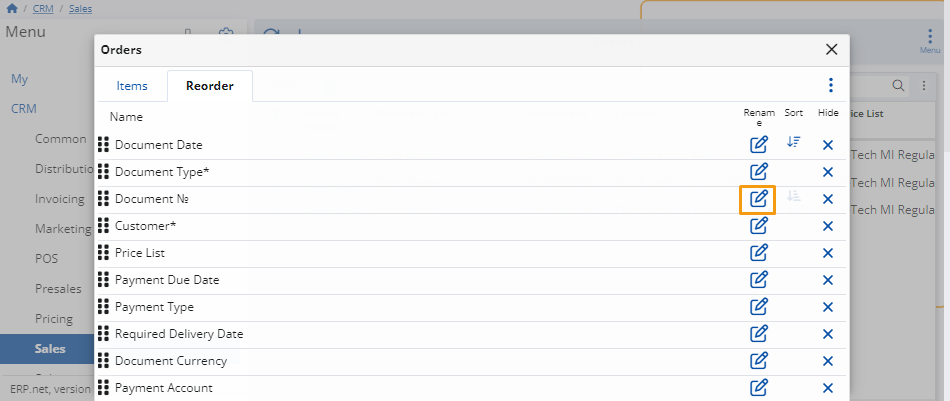 / CRM / Sales
Menu
Menu
Orders
Items
Reorder
Name
Renam
e
Sort
Hide
Document Date
Document Type*
Document №
Customer*
Price List
Payment Due Date
Payment Type
Required Delivery Date
Document Currency
Payment Account
My
CRM
Common
Distributio
Invoicing
Marketing
POS
Presales
Pricing
Sales
ERP.net, version
ice List
Tech MI Regula
Tech MI Regula
Tech MI Regula